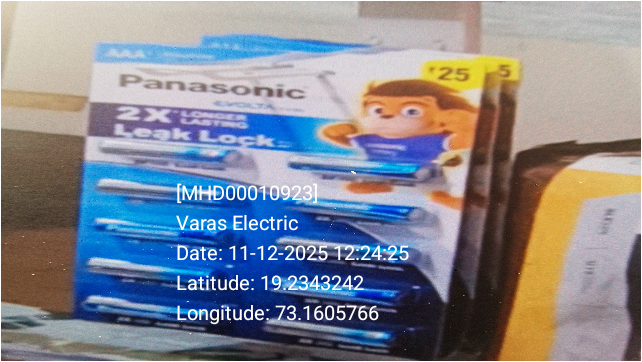 AAA
Panasonic
EVOLTA
2X LONGER
LASTING
Leak Lock
₹25
5
[MHD00010923]
Varas Electric
Date: 11-12-2025 12:24:25
Latitude: 19.2343242
Longitude: 73.1605766